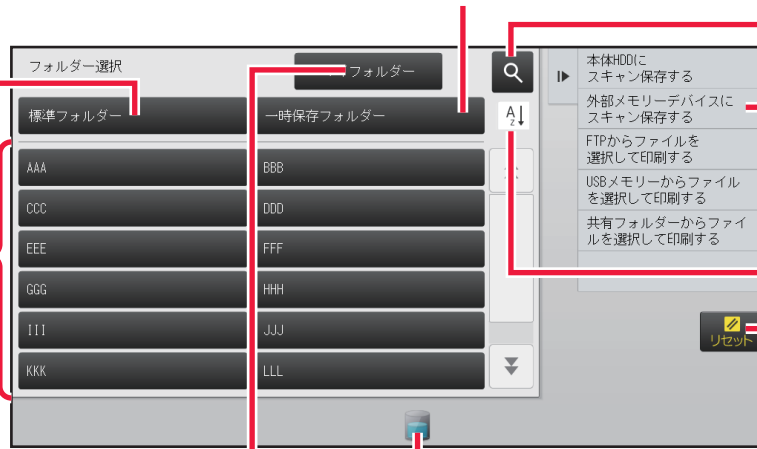 フォルダー選択
フォルダー
標準フォルダー
一時保存フォルダー
A
Z
AAA
BBB
CCC
DDD
EEE
FFF
GGG
HHH
III
JJJ
KKK
LLL
本体HDDに
スキャン保存する
外部メモリーデバイスに
スキャン保存する
FTPからファイルを
選択して印刷する
USBメモリーからファイル
を選択して印刷する
共有フォルダーからファイ
ルを選択して印刷する
リセット